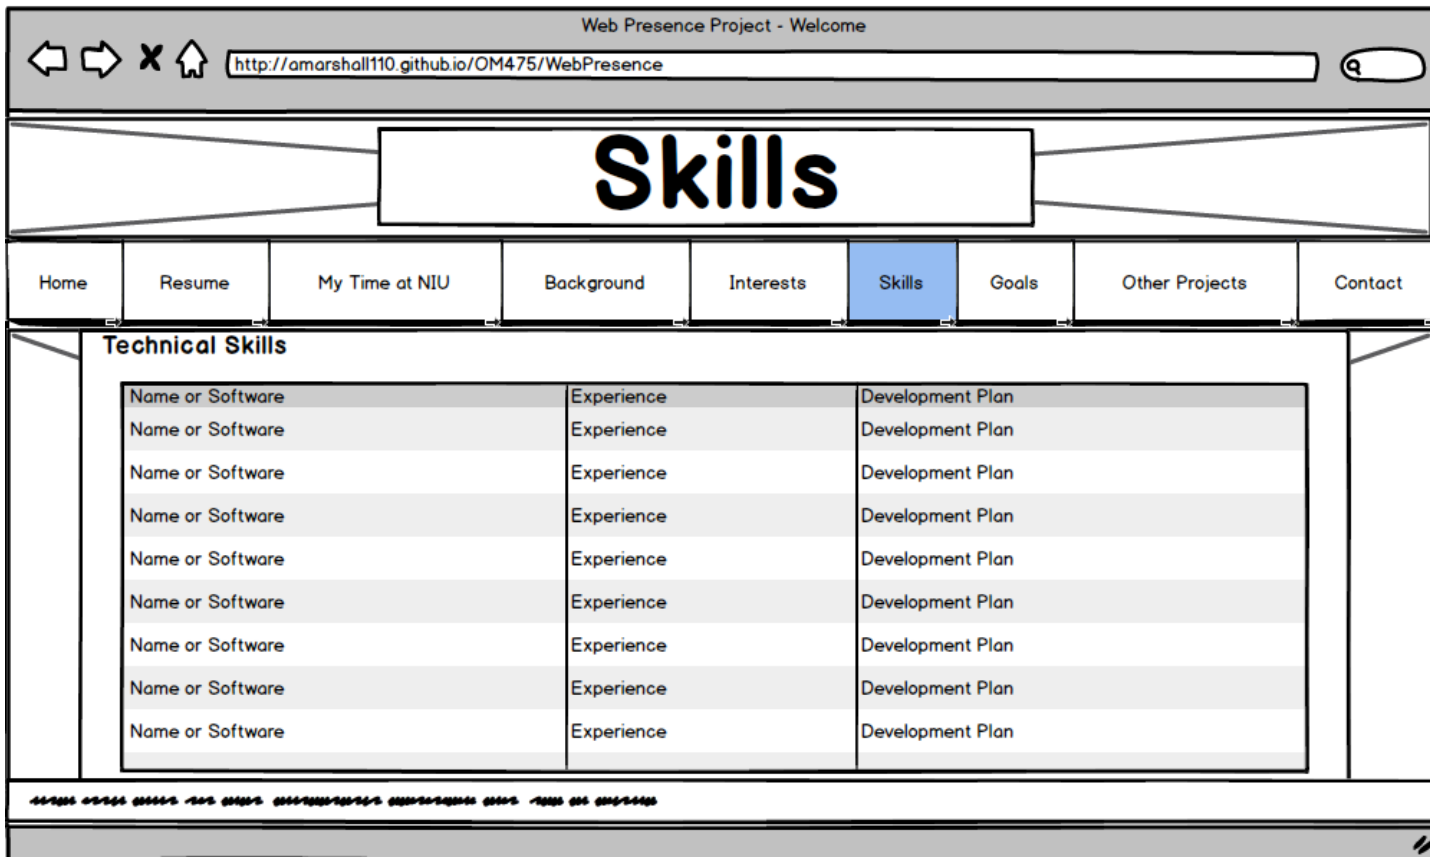 Web Presence Project - Welcome
http://amarshall110.github.io/OM475/WebPresence
Skills
Home Resume My Time at NIU Background Interests Skills Goals Other Projects Contact
Technical Skills
Name or Software Experience Development Plan
Name or Software Experience Development Plan
Name or Software Experience Development Plan
Name or Software Experience Development Plan
Name or Software Experience Development Plan
Name or Software Experience Development Plan
Name or Software Experience Development Plan
Name or Software Experience Development Plan
Name or Software Experience Development Plan